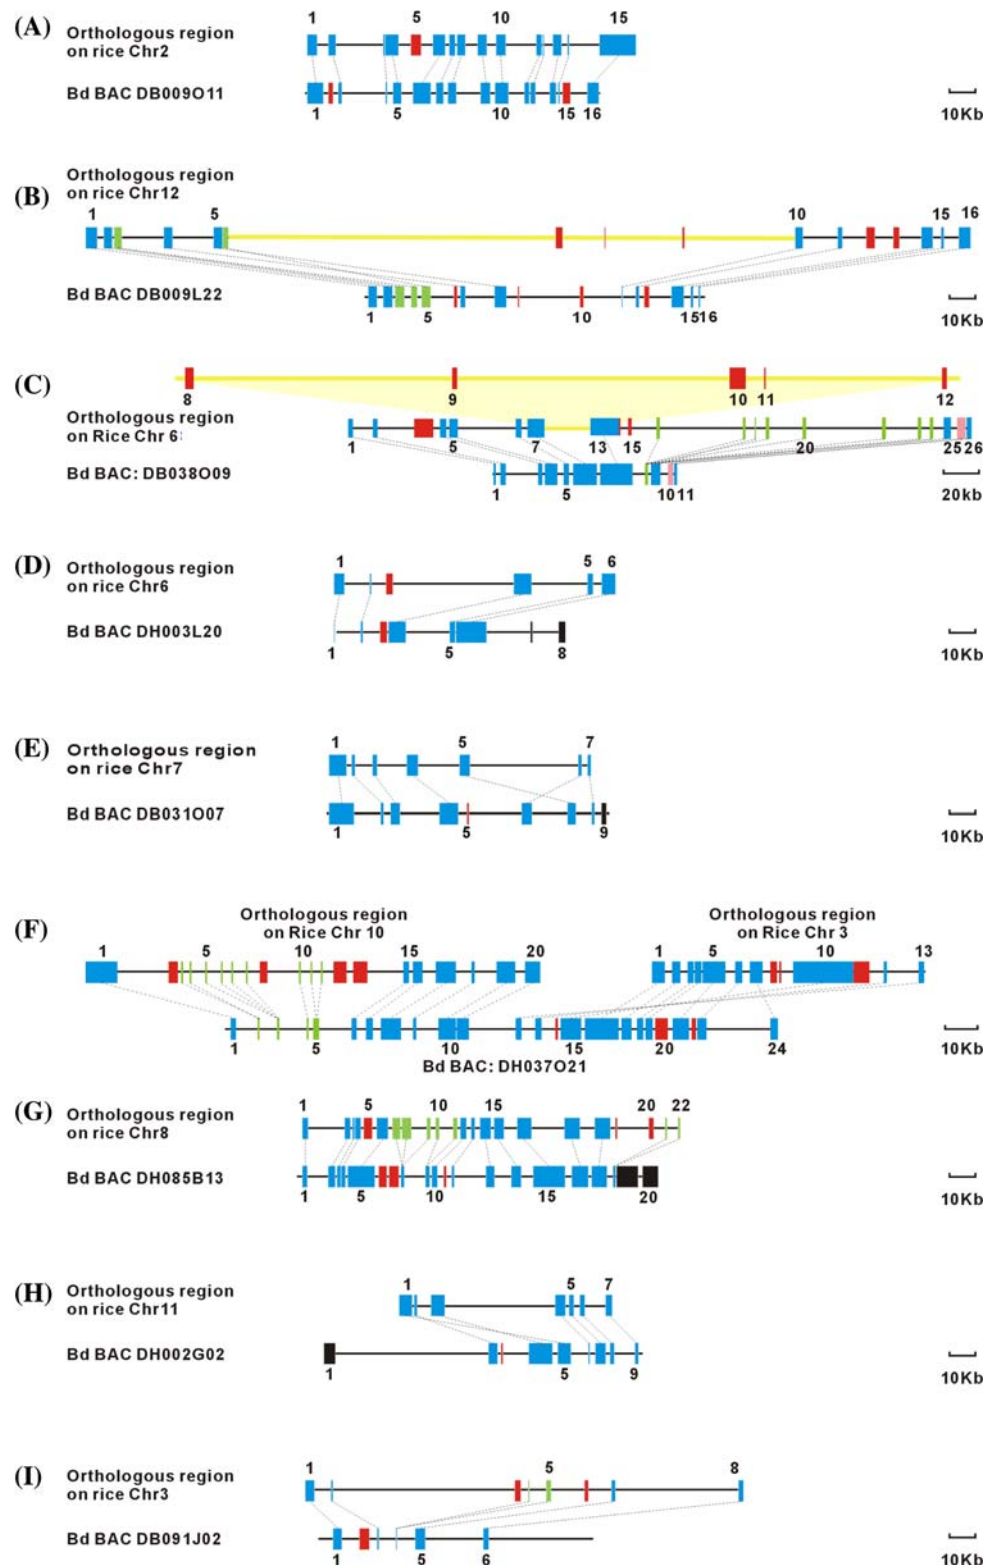 (A)
Orthologous region
on rice Chr2
1 5 10 15
Bd BAC DB009O11
1 5 10 15 16
10Kb
(B)
Orthologous region
on rice Chr12
1 5 10 15 16
Bd BAC DB009L22
1 5 10 1516
10Kb
(C)
8 9 10 11 12
Orthologous region
on Rice Chr 6:
1 5 7 13 15 20 25 26
Bd BAC: DB038O09
1 5 10 11
20kb
(D)
Orthologous region
on rice Chr6
1 5 6
Bd BAC DH003L20
1 5 8
10Kb
(E)
Orthologous region
on rice Chr7
1 5 7
Bd BAC DB031O07
1 5 9
10Kb
(F)
Orthologous region
on Rice Chr 10
Orthologous region
on Rice Chr 3
1 5 10 15 20
1 5 10 13
1 5 10 15 20 24
Bd BAC: DH037O21
10Kb
(G)
Orthologous region
on rice Chr8
1 5 10 15 20 22
Bd BAC DH085B13
1 5 10 15 20
10Kb
(H)
Orthologous region
on rice Chr11
1 5 7
Bd BAC DH002G02
1 5 9
10Kb
(I)
Orthologous region
on rice Chr3
1 5 8
Bd BAC DB091J02
1 5 6
10Kb